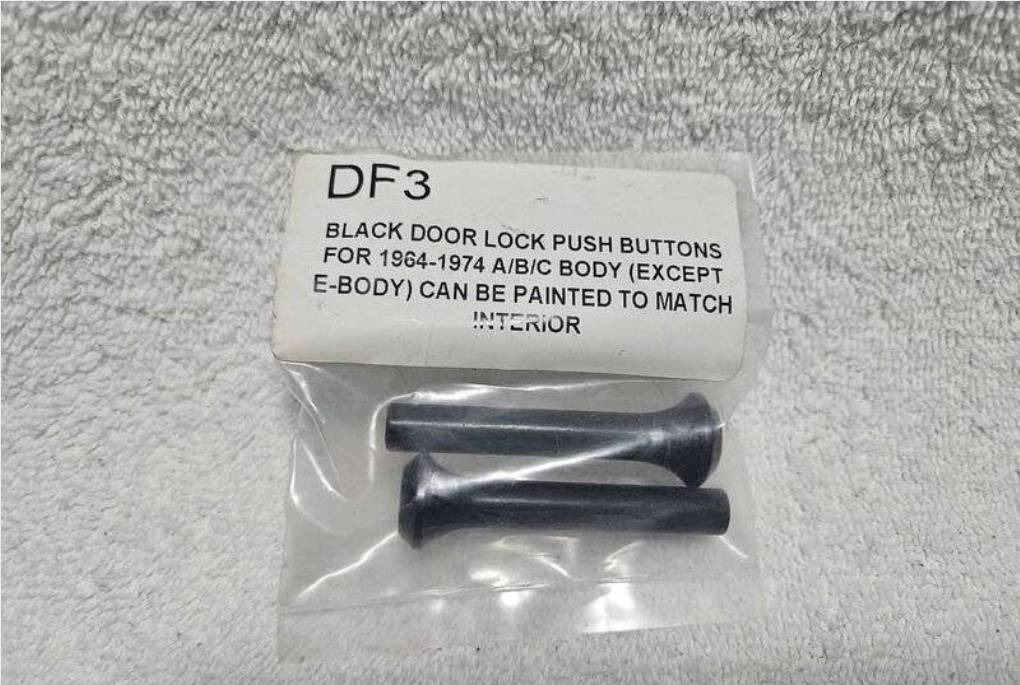 DF3
BLACK DOOR LOCK PUSH BUTTONS
FOR 1964-1974 A/B/C BODY (EXCEPT
E-BODY) CAN BE PAINTED TO MATCH
INTERIOR